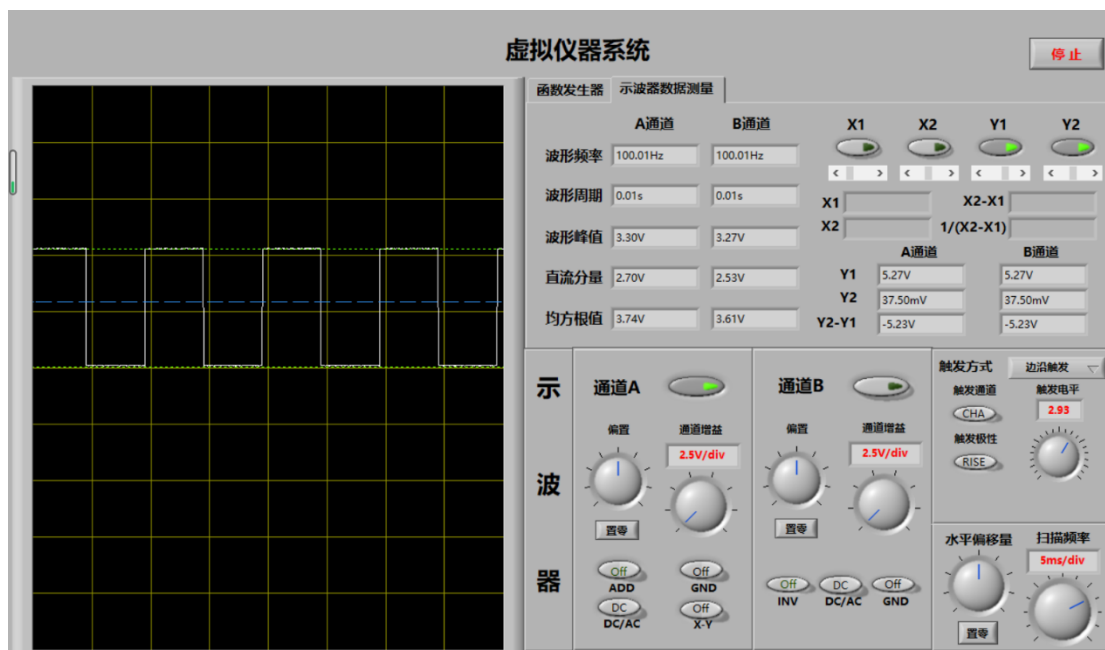 虚拟仪器系统
停止
函数发生器 示波器数据测量
A通道 B通道 X1 X2 Y1 Y2
波形频率 100.01Hz 100.01Hz
波形周期 0.01s 0.01s
X1 X2-X1
X2 1/(X2-X1)
波形峰值 3.30V 3.27V
A通道 B通道
直流分量 2.70V 2.53V
Y1 5.27V 5.27V
Y2 37.50mV 37.50mV
均方根值 3.74V 3.61V
Y2-Y1 -5.23V -5.23V
示波器
通道A
偏置 通道增益
2.5V/div
置零
Off Off
ADD GND
DC Off
DC/AC X-Y
通道B
偏置 通道增益
2.5V/div
置零
Off DC Off
INV DC/AC GND
触发方式 边沿触发
触发通道 触发电平
CHA 2.93
触发极性
RISE
水平偏移量 扫描频率
5ms/div
置零